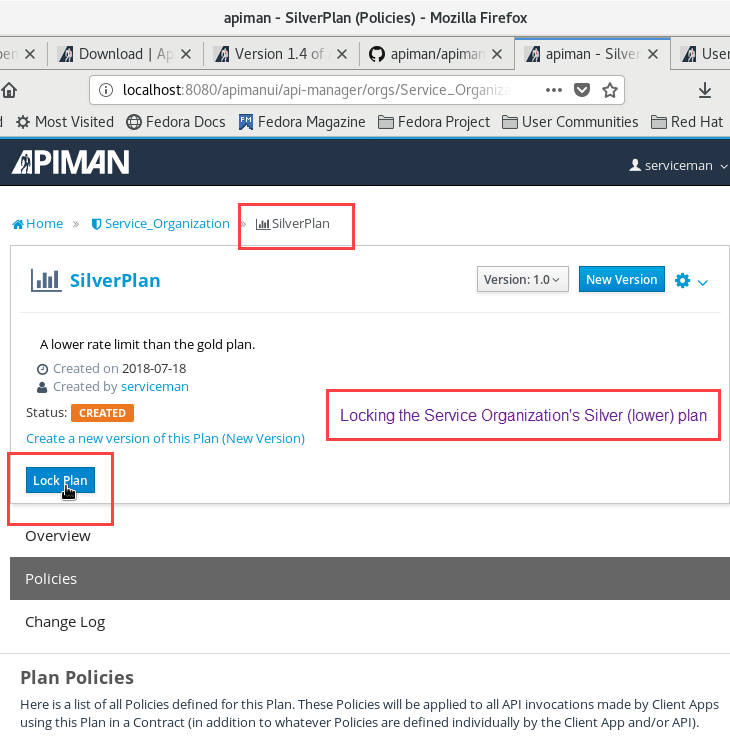 apiman - SilverPlan (Policies) - Mozilla Firefox
Download | Ap
Version 1.4 of
apiman/apiman
apiman - Silver
User
localhost:8080/apimanui/api-manager/orgs/Service_Organiza
Most Visited Fedora Docs Fedora Magazine Fedora Project User Communities Red Hat
APIMAN
serviceman
Home » Service_Organization » SilverPlan
SilverPlan
Version: 1.0
New Version
A lower rate limit than the gold plan.
Created on 2018-07-18
Created by serviceman
Status: CREATED
Locking the Service Organization's Silver (lower) plan
Create a new version of this Plan (New Version)
Lock Plan
Overview
Policies
Change Log
Plan Policies
Here is a list of all Policies defined for this Plan. These Policies will be applied to all API invocations made by Client Apps
using this Plan in a Contract (in addition to whatever Policies are defined individually by the Client App and/or API).